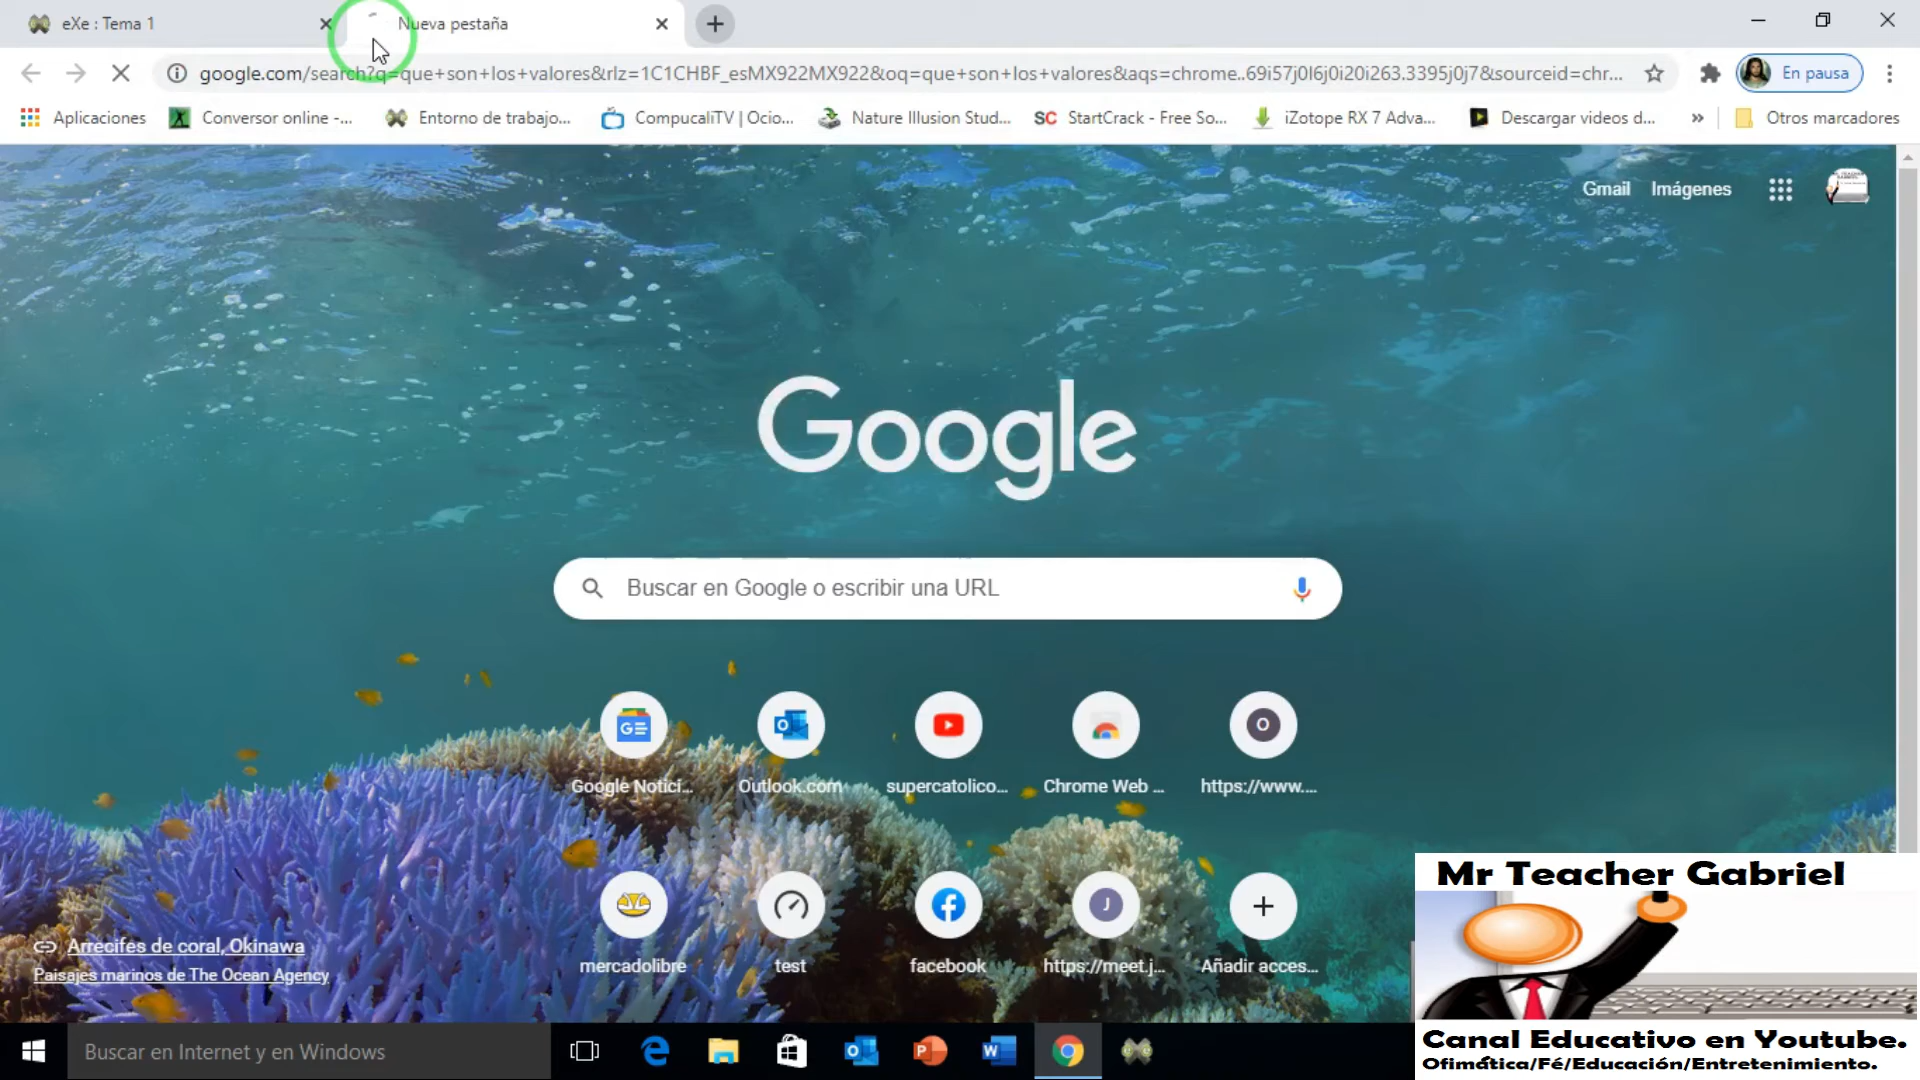 eXe : Tema 1
Nueva pestaña
google.com/search?q=que+son+los+valores&rlz=1C1CHBF_esMX922MX922&oq=que+son+los+valores&aqs=chrome..69i57j0l6j0i20i263.3395j0j7&sourceid=chr...
En pausa
Aplicaciones
Conversor online -...
Entorno de trabajo...
CompucaliTV | Ocio...
Nature Illusion Stud...
SC StartCrack - Free So...
iZotope RX 7 Adva...
Descargar videos d...
»
Otros marcadores
Gmail
Imágenes
Google
Buscar en Google o escribir una URL
Google Notici...
Outlook.com
supercatolico...
Chrome Web ...
https://www....
mercadolibre
test
facebook
https://meet.j...
Añadir acces...
Arrecifes de coral, Okinawa
Paisajes marinos de The Ocean Agency
Mr Teacher Gabriel
Canal Educativo en Youtube.
Ofimática/Fé/Educación/Entretenimiento.
Buscar en Internet y en Windows